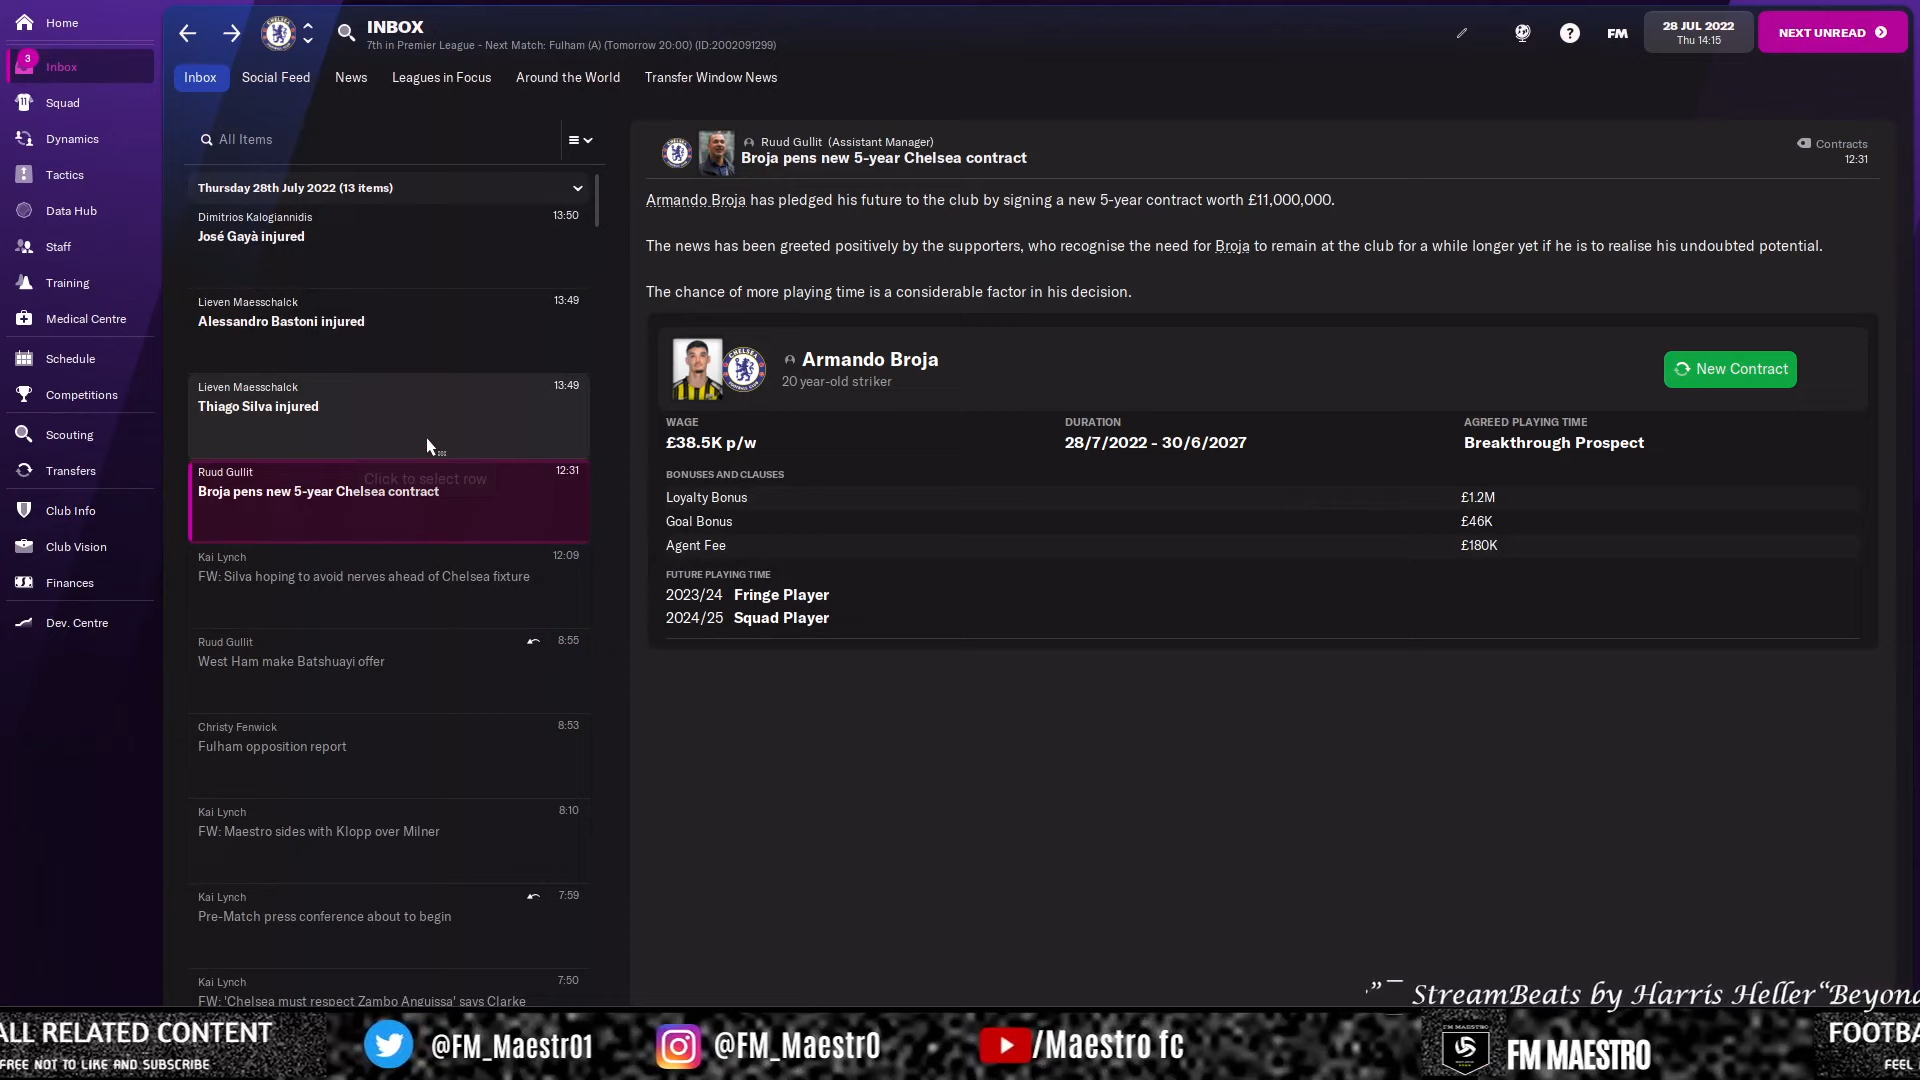 Home
3
Inbox
Squad
Dynamics
Tactics
Data Hub
Staff
Training
Medical Centre
Schedule
Competitions
Scouting
Transfers
Club Info
Club Vision
Finances
Dev. Centre
INBOX
7th in Premier League - Next Match: Fulham (A) (Tomorrow 20:00) (ID:2002091299)
FM
28 JUL 2022
Thu 14:15
NEXT UNREAD
Inbox Social Feed News Leagues in Focus Around the World Transfer Window News
All Items
Thursday 28th July 2022 (13 items)
Dimitrios Kalogiannidis 13:50
José Gayà injured
Lieven Maesschalck 13:49
Alessandro Bastoni injured
Lieven Maesschalck 13:49
Thiago Silva injured
Click to select row
Ruud Gullit 12:31
Broja pens new 5-year Chelsea contract
Kai Lynch 12:09
FW: Silva hoping to avoid nerves ahead of Chelsea fixture
Ruud Gullit 8:55
West Ham make Batshuayi offer
Christy Fenwick 8:53
Fulham opposition report
Kai Lynch 8:10
FW: Maestro sides with Klopp over Milner
Kai Lynch 7:59
Pre-Match press conference about to begin
Kai Lynch 7:50
FW: 'Chelsea must respect Zambo Anguissa' says Clarke
Ruud Gullit (Assistant Manager)
Broja pens new 5-year Chelsea contract
Contracts
12:31
Armando Broja has pledged his future to the club by signing a new 5-year contract worth £11,000,000.
The news has been greeted positively by the supporters, who recognise the need for Broja to remain at the club for a while longer yet if he is to realise his undoubted potential.
The chance of more playing time is a considerable factor in his decision.
Armando Broja
20 year-old striker
New Contract
WAGE DURATION AGREED PLAYING TIME
£38.5K p/w 28/7/2022 - 30/6/2027 Breakthrough Prospect
BONUSES AND CLAUSES
Loyalty Bonus £1.2M
Goal Bonus £46K
Agent Fee £180K
FUTURE PLAYING TIME
2023/24 Fringe Player
2024/25 Squad Player
StreamBeats by Harris Heller“Beyond
ALL RELATED CONTENT
FREE NOT TO LIKE AND SUBSCRIBE
@FM_Maestr01
@FM_Maestr0
/Maestro fc
FM MAESTRO
FM MAESTRO
FOOTBA
FEEL